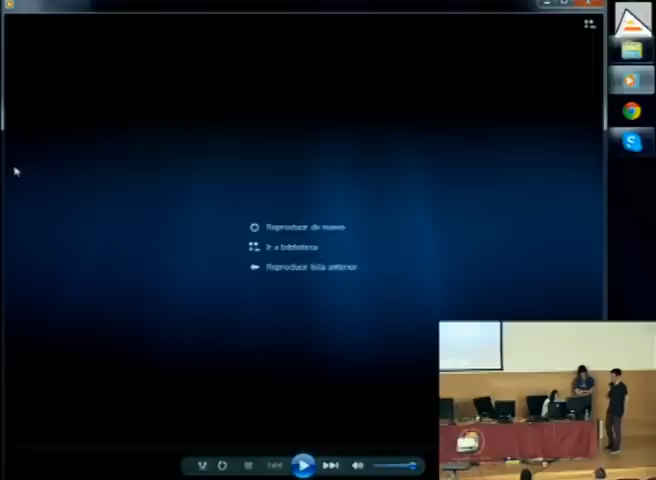 Reproducir de nuevo
Ir a biblioteca
Reproducir lista anterior